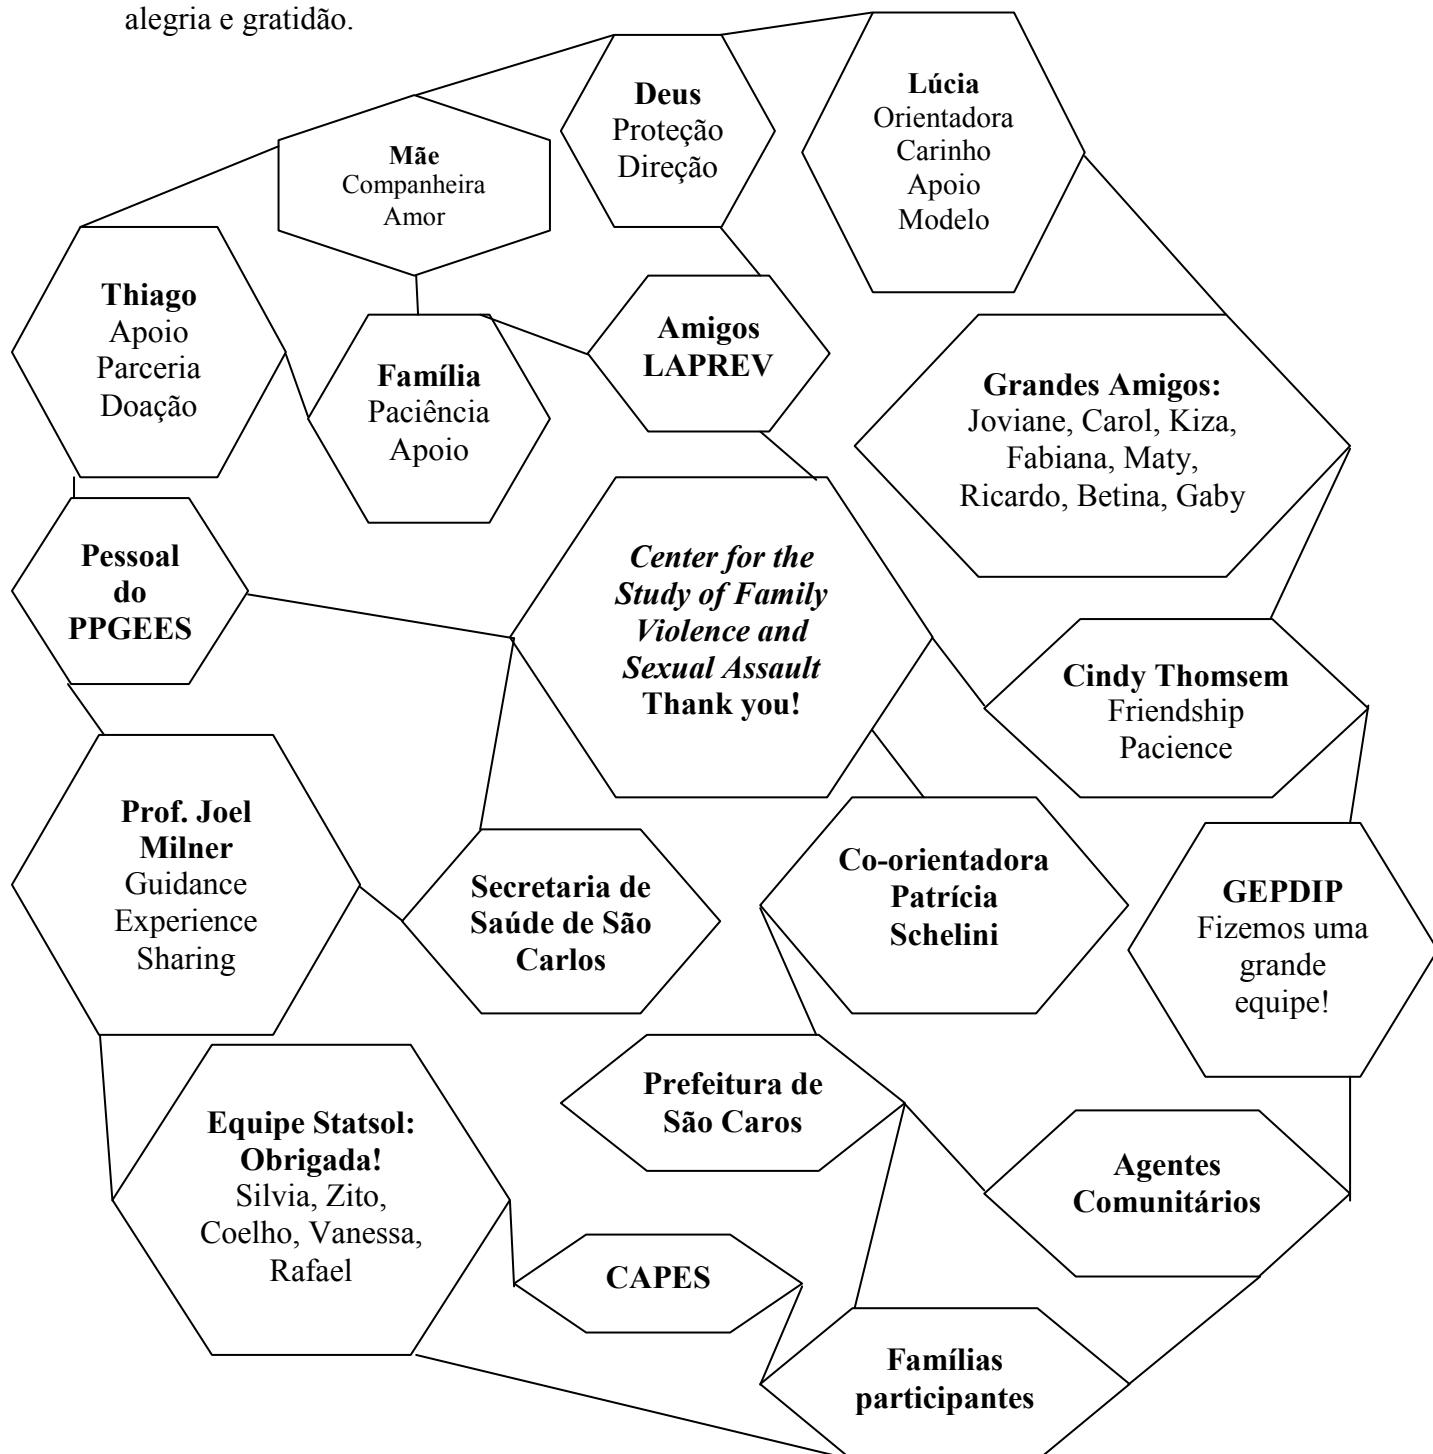 alegria e gratidão.
Deus
Proteção
Direção
Lúcia
Orientadora
Carinho
Apoio
Modelo
Mãe
Companheira
Amor
Thiago
Apoio
Parceria
Doação
Família
Paciência
Apoio
Amigos
LAPREV
Grandes Amigos:
Joviane, Carol, Kiza,
Fabiana, Maty,
Ricardo, Betina, Gaby
Pessoal
do
PPGEES
Center for the
Study of Family
Violence and
Sexual Assault
Thank you!
Cindy Thomsem
Friendship
Pacience
Prof. Joel
Milner
Guidance
Experience
Sharing
Secretaria de
Saúde de São
Carlos
Co-orientadora
Patrícia
Schelini
GEPDIP
Fizemos uma
grande
equipe!
Prefeitura de
São Caros
Equipe Statsol:
Obrigada!
Silvia, Zito,
Coelho, Vanessa,
Rafael
Agentes
Comunitários
CAPES
Famílias
participantes